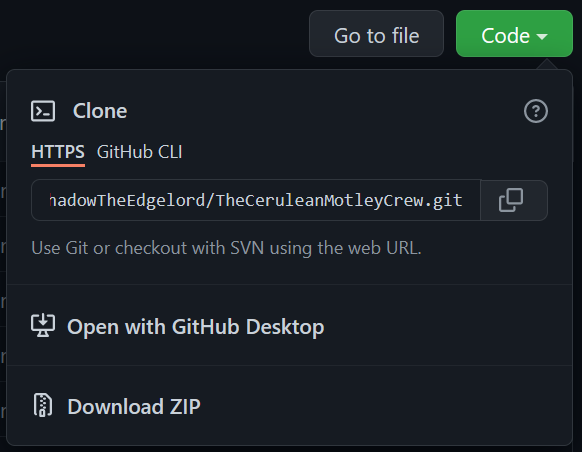 Go to file
Code
Clone
HTTPS GitHub CLI
hadowTheEdgelord/TheCeruleanMotleyCrew.git
Use Git or checkout with SVN using the web URL.
Open with GitHub Desktop
Download ZIP